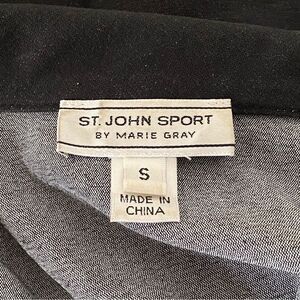 ST. JOHN SPORT
BY MARIE GRAY
S
MADE IN
CHINA